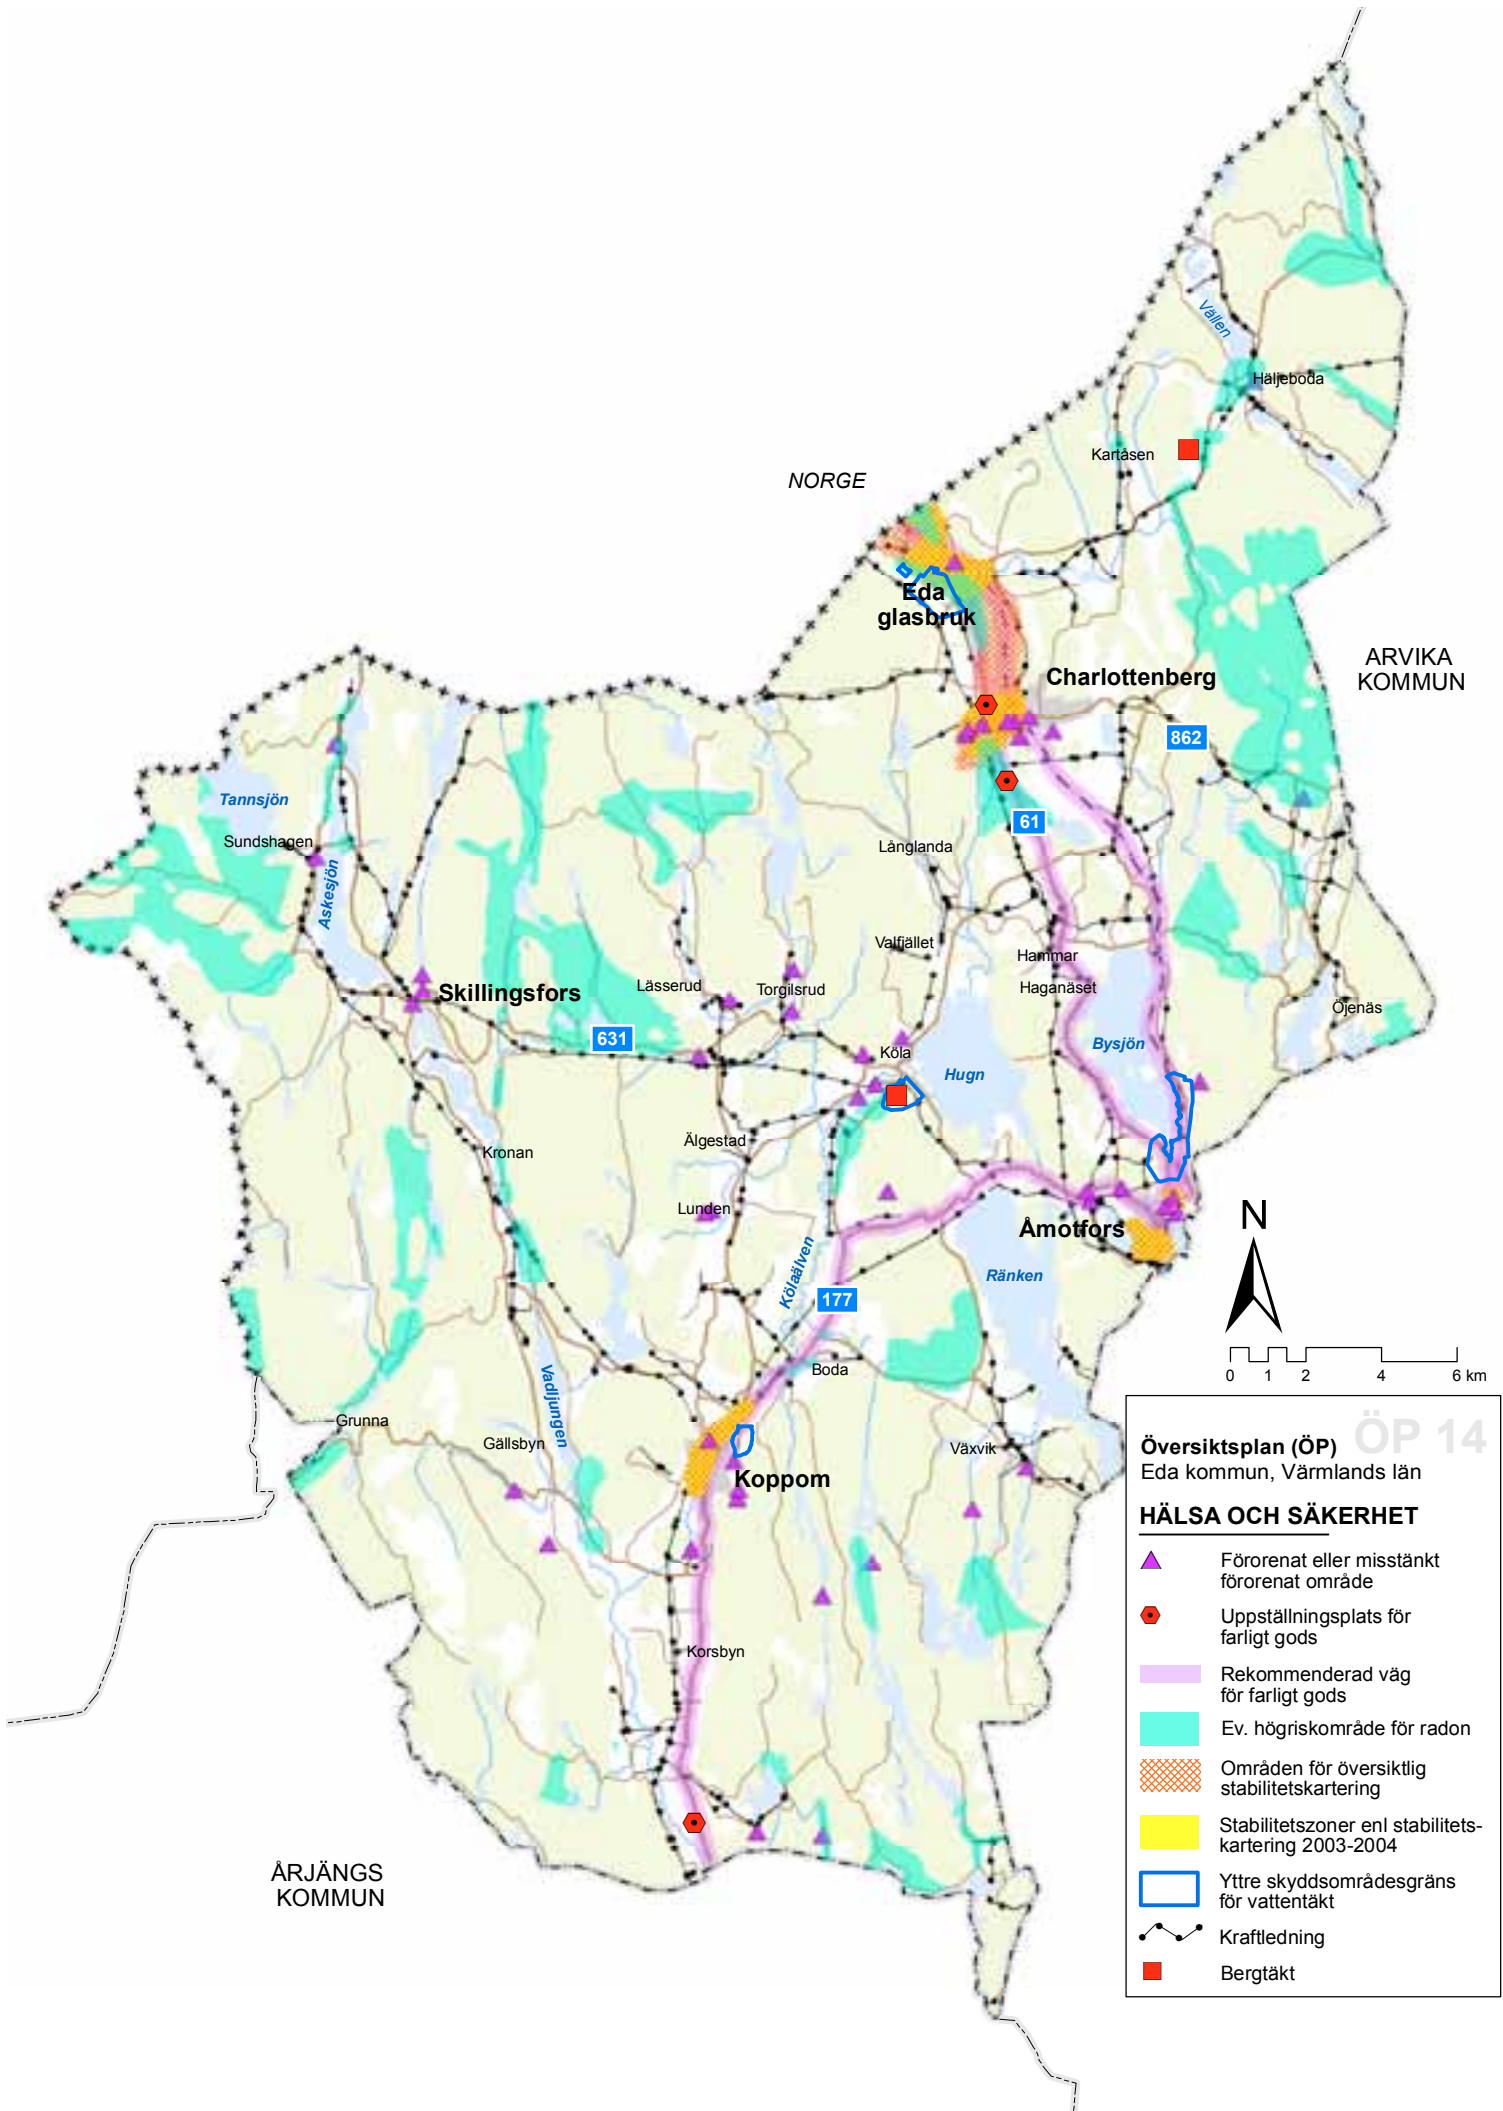 Vällen
Häljeboda
Kartåsen
NORGE
Eda
glasbruk
ARVIKA
KOMMUN
Charlottenberg
862
Tannsjön
61
Sundshagen
Långlanda
Askesjön
Valfjället
Hammar
Lässerud
Torgilsrud
Haganäset
Skillingsfors
Öjenäs
631
Köla
Bysjön
Hugn
Älgestad
Kronan
Lunden
Åmotfors
N
Kölaälven
Ränken
177
Boda
Vadljungen
0 1 2 4 6 km
Grunna
Gällsbyn
Växvik
Koppom
Korsbyn
ÅRJÄNGS
KOMMUN
ÖP 14
Översiktsplan (ÖP)
Eda kommun, Värmlands län
HÄLSA OCH SÄKERHET
Förorenat eller misstänkt
förorenat område
Uppställningsplats för
farligt gods
Rekommenderad väg
för farligt gods
Ev. högriskområde för radon
Områden för översiktlig
stabilitetskartering
Stabilitetszoner enl stabilitets-
kartering 2003-2004
Yttre skyddsområdesgräns
för vattentäkt
Kraftledning
Bergtäkt